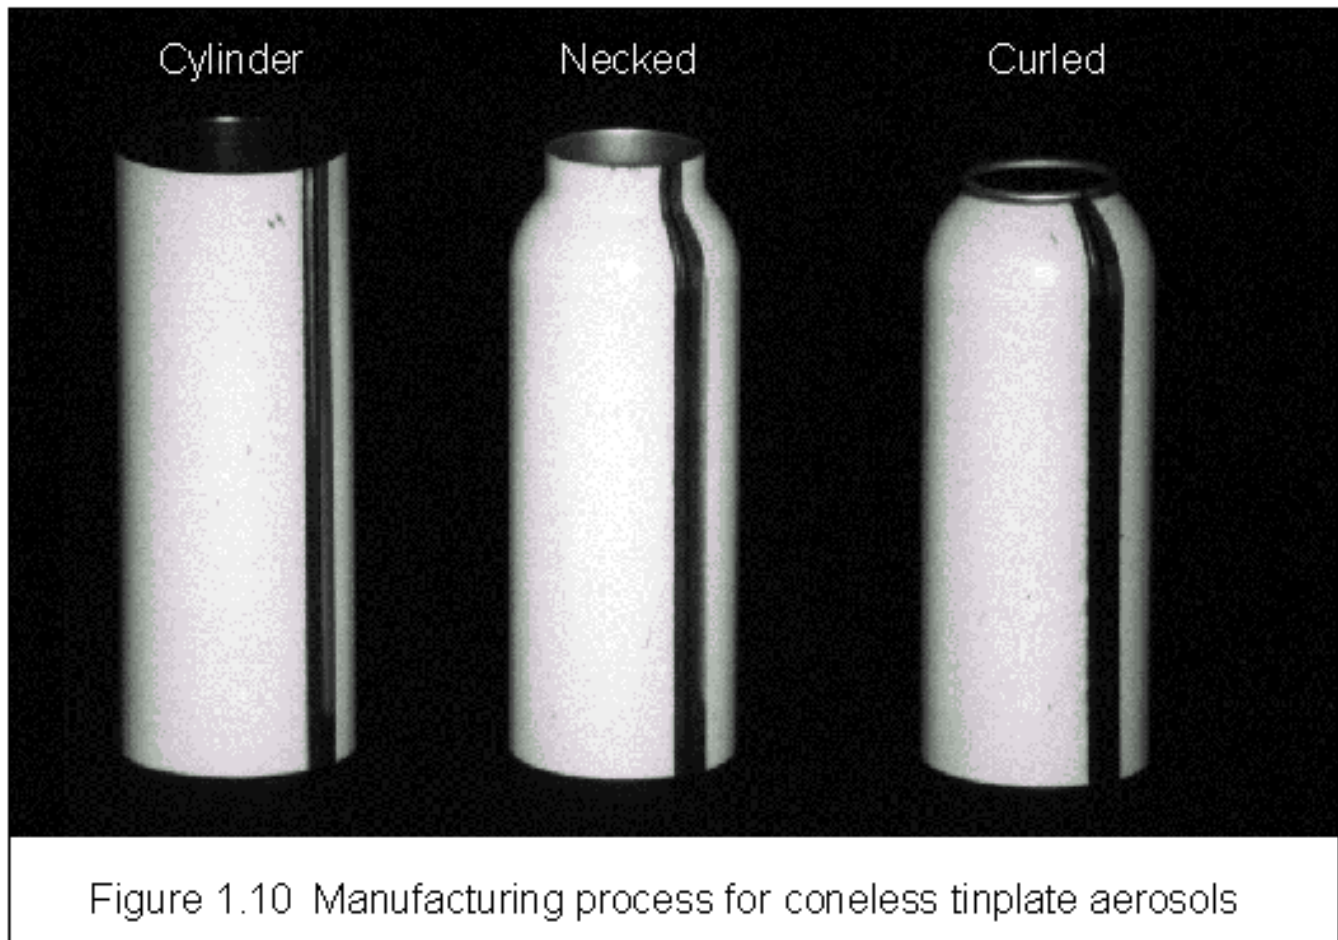 Cylinder Necked Curled
Figure 1.10 Manufacturing process for coneless tinplate aerosols